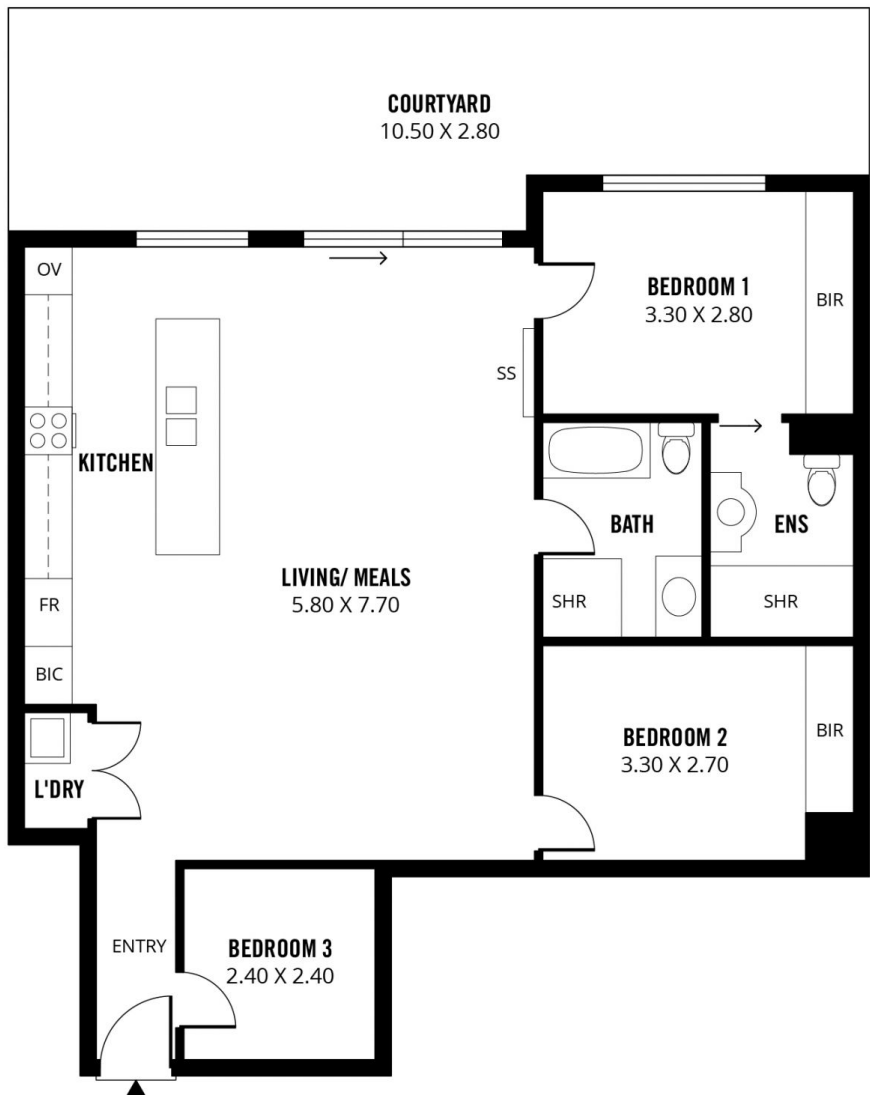 COURTYARD
10.50 X 2.80
OV
BEDROOM 1
3.30 X 2.80
BIR
SS
KITCHEN
BATH
ENS
LIVING/ MEALS
5.80 X 7.70
FR
SHR
SHR
BIC
BEDROOM 2
3.30 X 2.70
BIR
L'DRY
ENTRY
BEDROOM 3
2.40 X 2.40